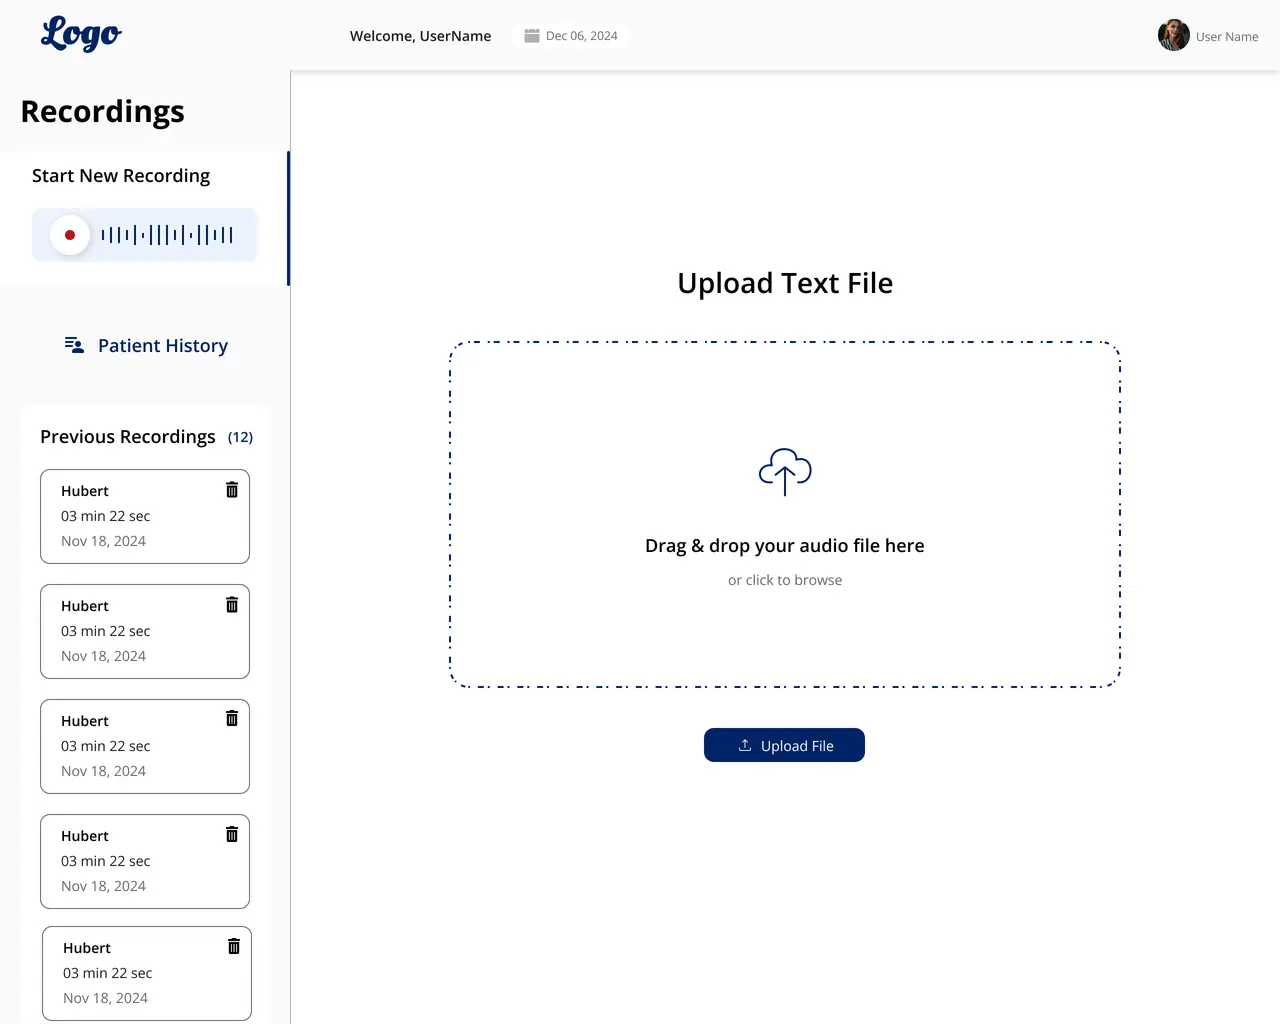 Logo
Welcome, UserName
Dec 06, 2024
User Name
Recordings
Start New Recording
Patient History
Previous Recordings (12)
Hubert
03 min 22 sec
Nov 18, 2024
Hubert
03 min 22 sec
Nov 18, 2024
Hubert
03 min 22 sec
Nov 18, 2024
Hubert
03 min 22 sec
Nov 18, 2024
Hubert
03 min 22 sec
Nov 18, 2024
Upload Text File
Drag & drop your audio file here
or click to browse
Upload File